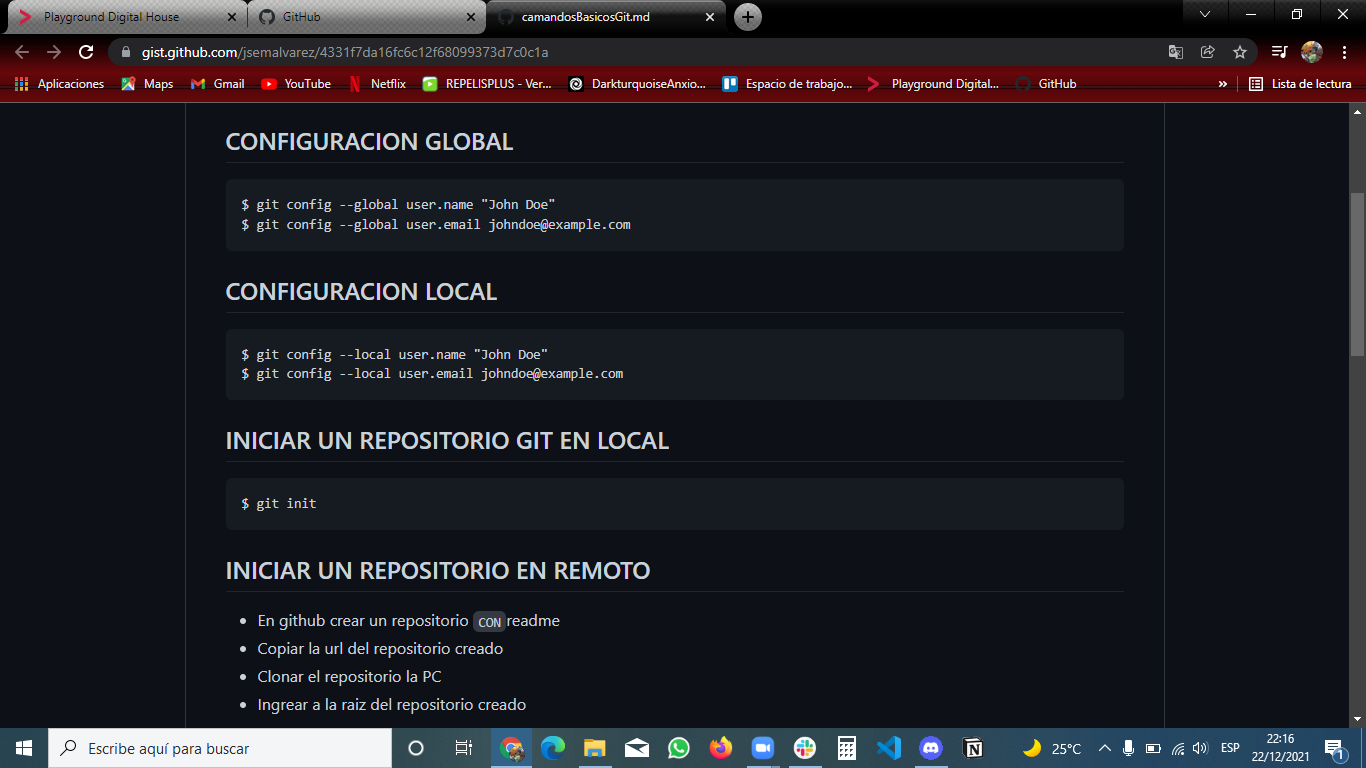 Playground Digital House
GitHub
camandosBasicosGit.md
gist.github.com/jsemalvarez/4331f7da16fc6c12f68099373d7c0c1a
Aplicaciones Maps Gmail YouTube Netflix REPELISPLUS - Ver... DarkturquoiseAnxio... Espacio de trabajo... Playground Digital... GitHub » Lista de lectura
CONFIGURACION GLOBAL
$ git config --global user.name "John Doe"
$ git config --global user.email johndoe@example.com
CONFIGURACION LOCAL
$ git config --local user.name "John Doe"
$ git config --local user.email johndoe@example.com
INICIAR UN REPOSITORIO GIT EN LOCAL
$ git init
INICIAR UN REPOSITORIO EN REMOTO
En github crear un repositorio CON readme
Copiar la url del repositorio creado
Clonar el repositorio la PC
Ingrear a la raiz del repositorio creado
Escribe aquí para buscar
25°C
ESP
22:16
22/12/2021
1